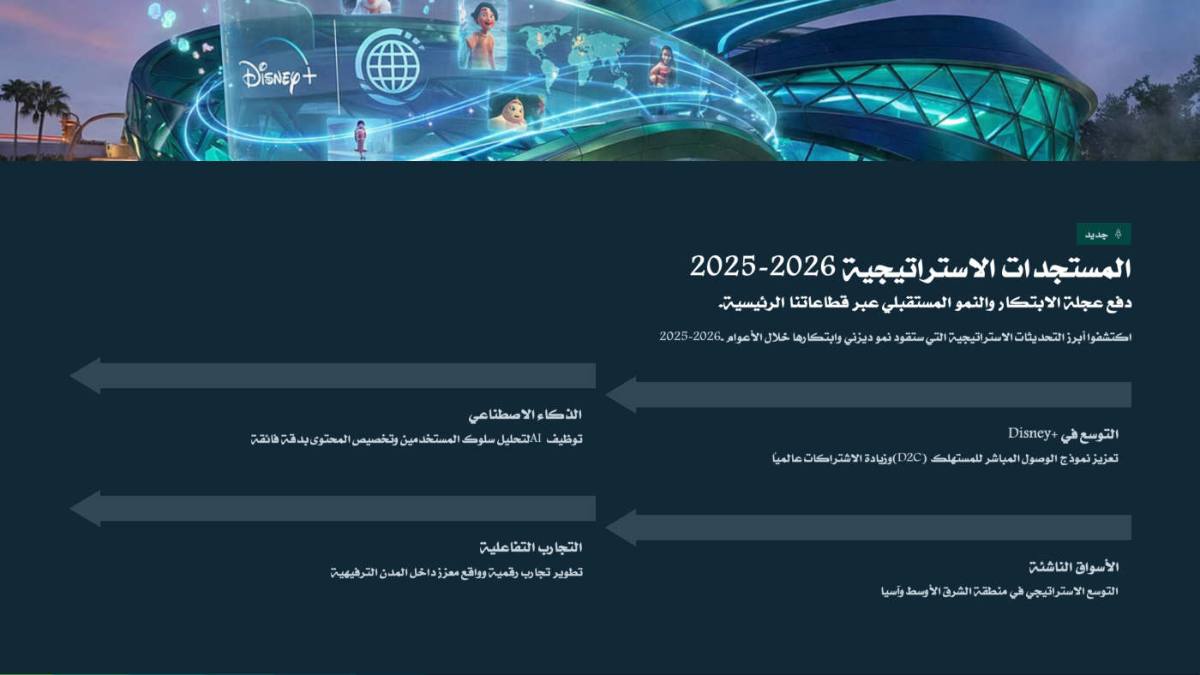 Disney+
جديد
المستجدات الاستراتيجية 2026-2025
دفع عجلة الابتكار والنمو المستقبلي عبر قطاعاتنا الرئيسية.
اكتشفوا أبرز التحديثات الاستراتيجية التي ستقود نمو ديزني وابتكارها خلال الأعوام 2026-2025.
التوسع في Disney+
تعزيز نموذج الوصول المباشر للمستهلك (D2C) وزيادة الاشتراكات عالميًا
الذكاء الاصطناعي
توظيف AI لتحليل سلوك المستخدمين وتخصيص المحتوى بدقة فائقة
الأسواق الناشئة
التوسع الاستراتيجي في منطقة الشرق الأوسط وآسيا
التجارب التفاعلية
تطوير تجارب رقمية وواقع معزز داخل المدن الترفيهية